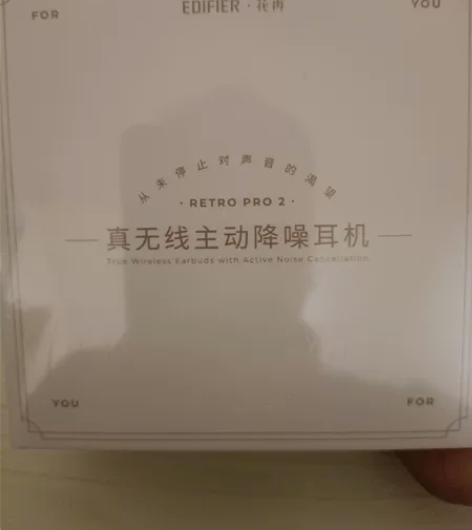 EDIFIER · 花再
FOR
YOU
从未停止对声音的渴望
· RETRO PRO 2 ·
真无线主动降噪耳机
True Wireless Earbuds with Active Noise Cancellation
YOU
FOR